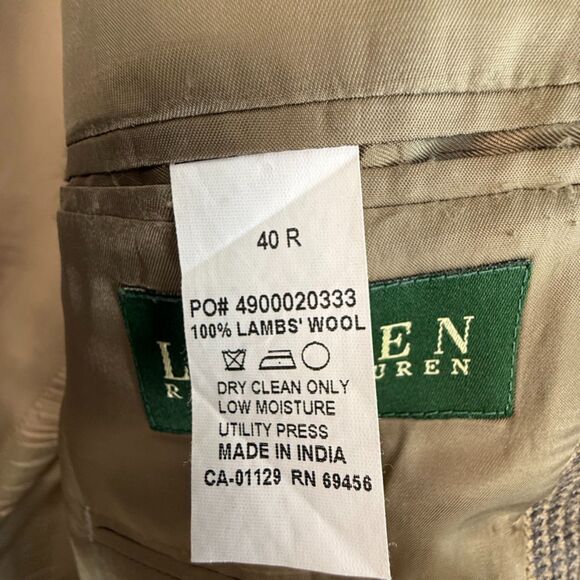 40 R
PO# 4900020333
100% LAMBS' WOOL
DRY CLEAN ONLY
LOW MOISTURE
UTILITY PRESS
MADE IN INDIA
CA-01129 RN 69456